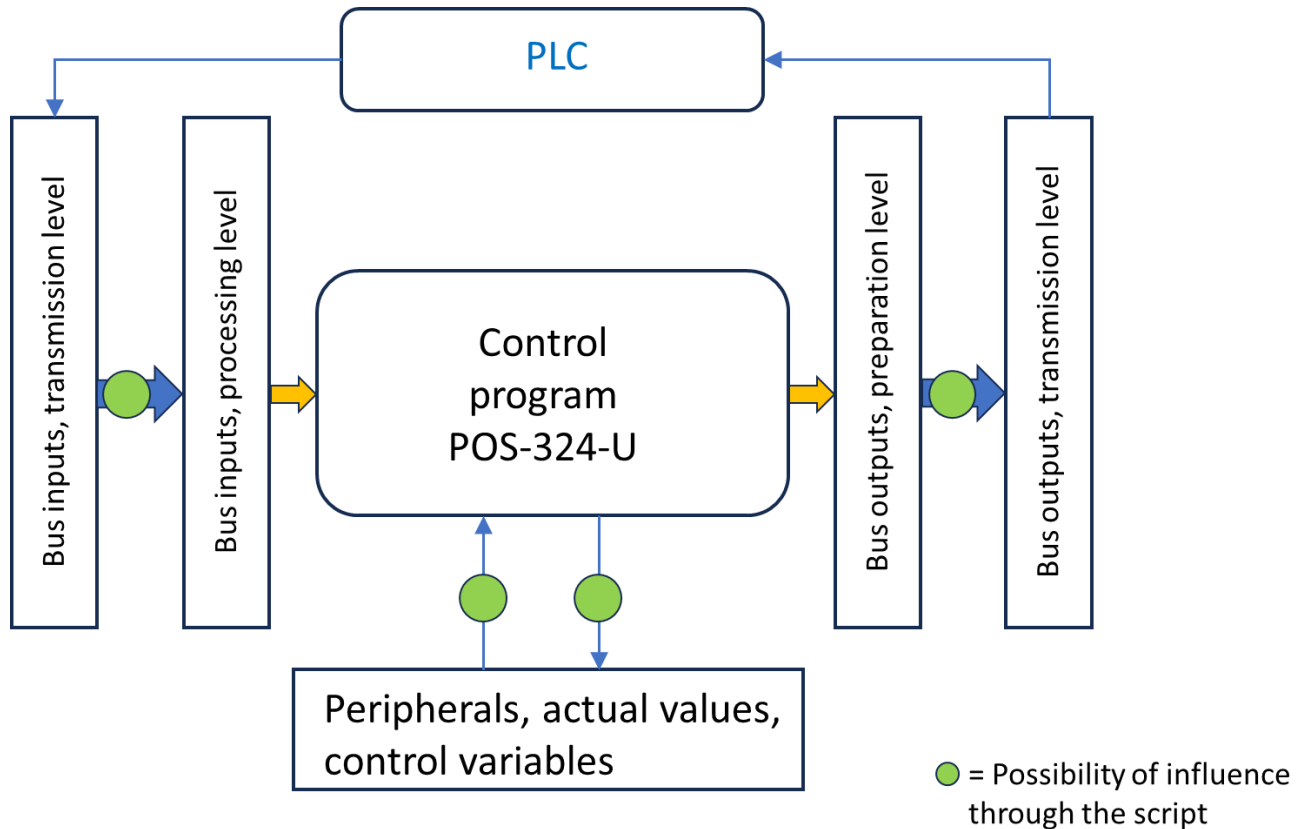 PLC
Bus inputs, transmission level
Bus inputs, processing level
Control
program
POS-324-U
Bus outputs, preparation level
Bus outputs, transmission level
Peripherals, actual values,
control variables
= Possibility of influence
through the script